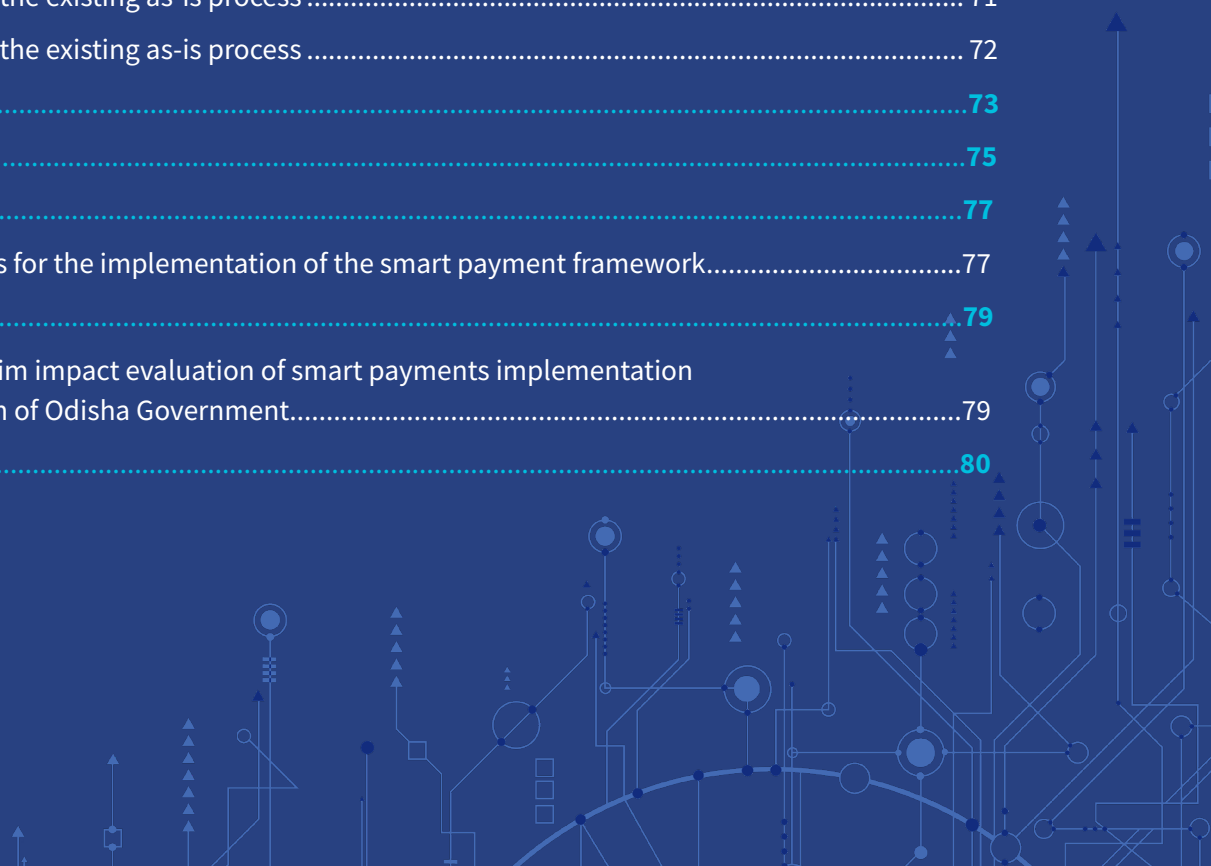 the existing as-is process ........................................................................................... 71
the existing as-is process ........................................................................................... 72
...................................................................................................................................73
...................................................................................................................................75
...................................................................................................................................77
s for the implementation of the smart payment framework...................................77
...................................................................................................................................79
im impact evaluation of smart payments implementation
n of Odisha Government.............................................................................................79
...................................................................................................................................80